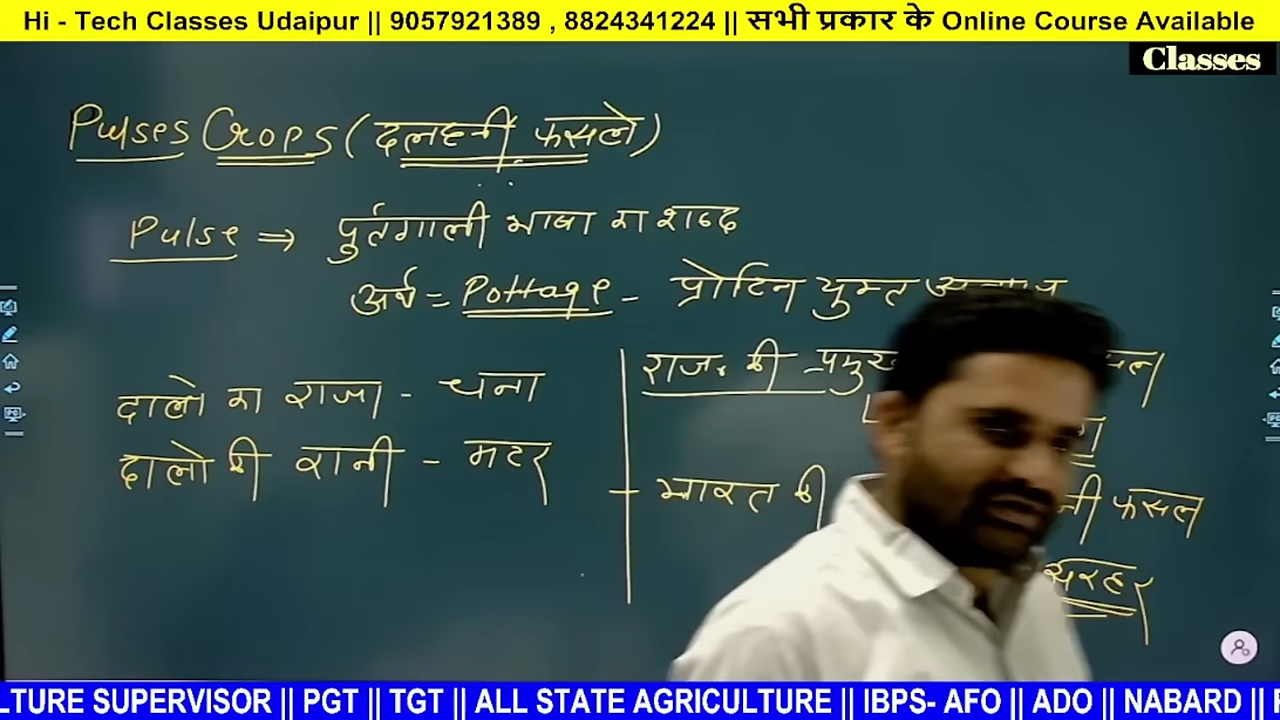 Hi - Tech Classes Udaipur || 9057921389 , 8824341224 || सभी प्रकार के Online Course Available
Classes
Pulses Crops (दलहनी फसले)
Pulse ⇒ पुर्तगाली भाषा का शब्द
अर्थ = Pottage - प्रोटिन युक्त
दालो का राजा - चना
दालो की रानी - मटर
राज. की
भारत की फसल
अरहर
LTURE SUPERVISOR || PGT || TGT || ALL STATE AGRICULTURE || IBPS- AFO || ADO || NABARD ||